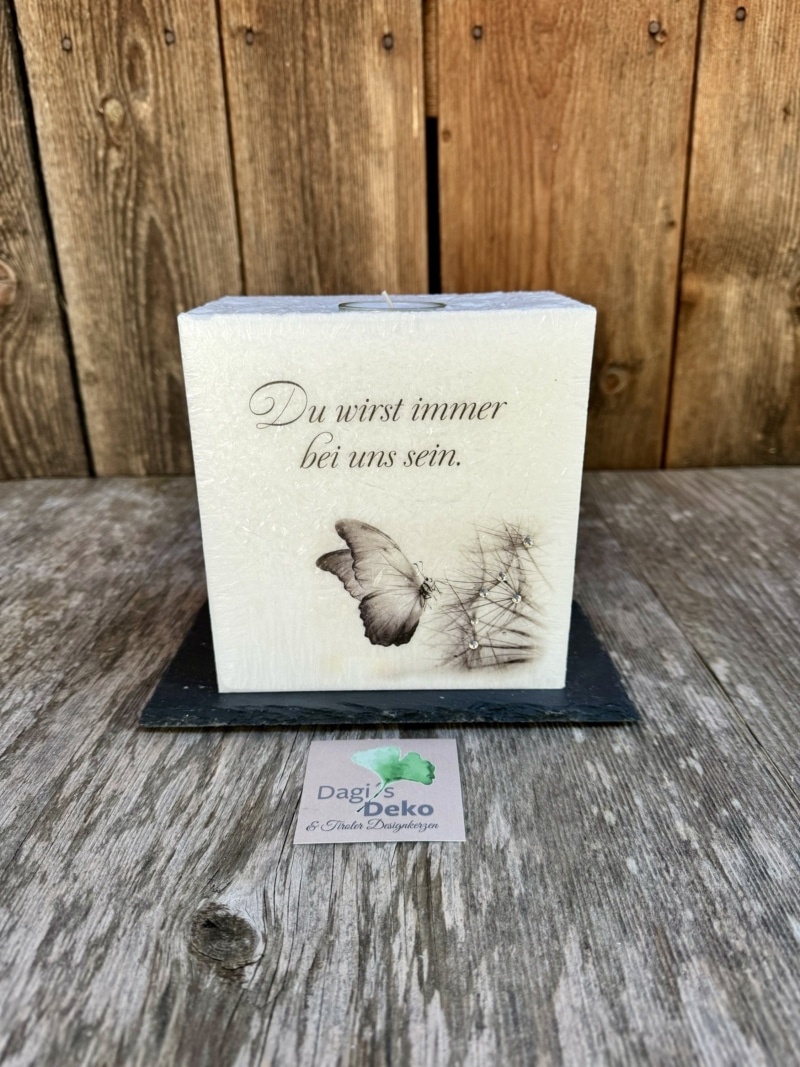 Du wirst immer
bei uns sein.
Dagi´s
Deko
& Tiroler Designkerzen